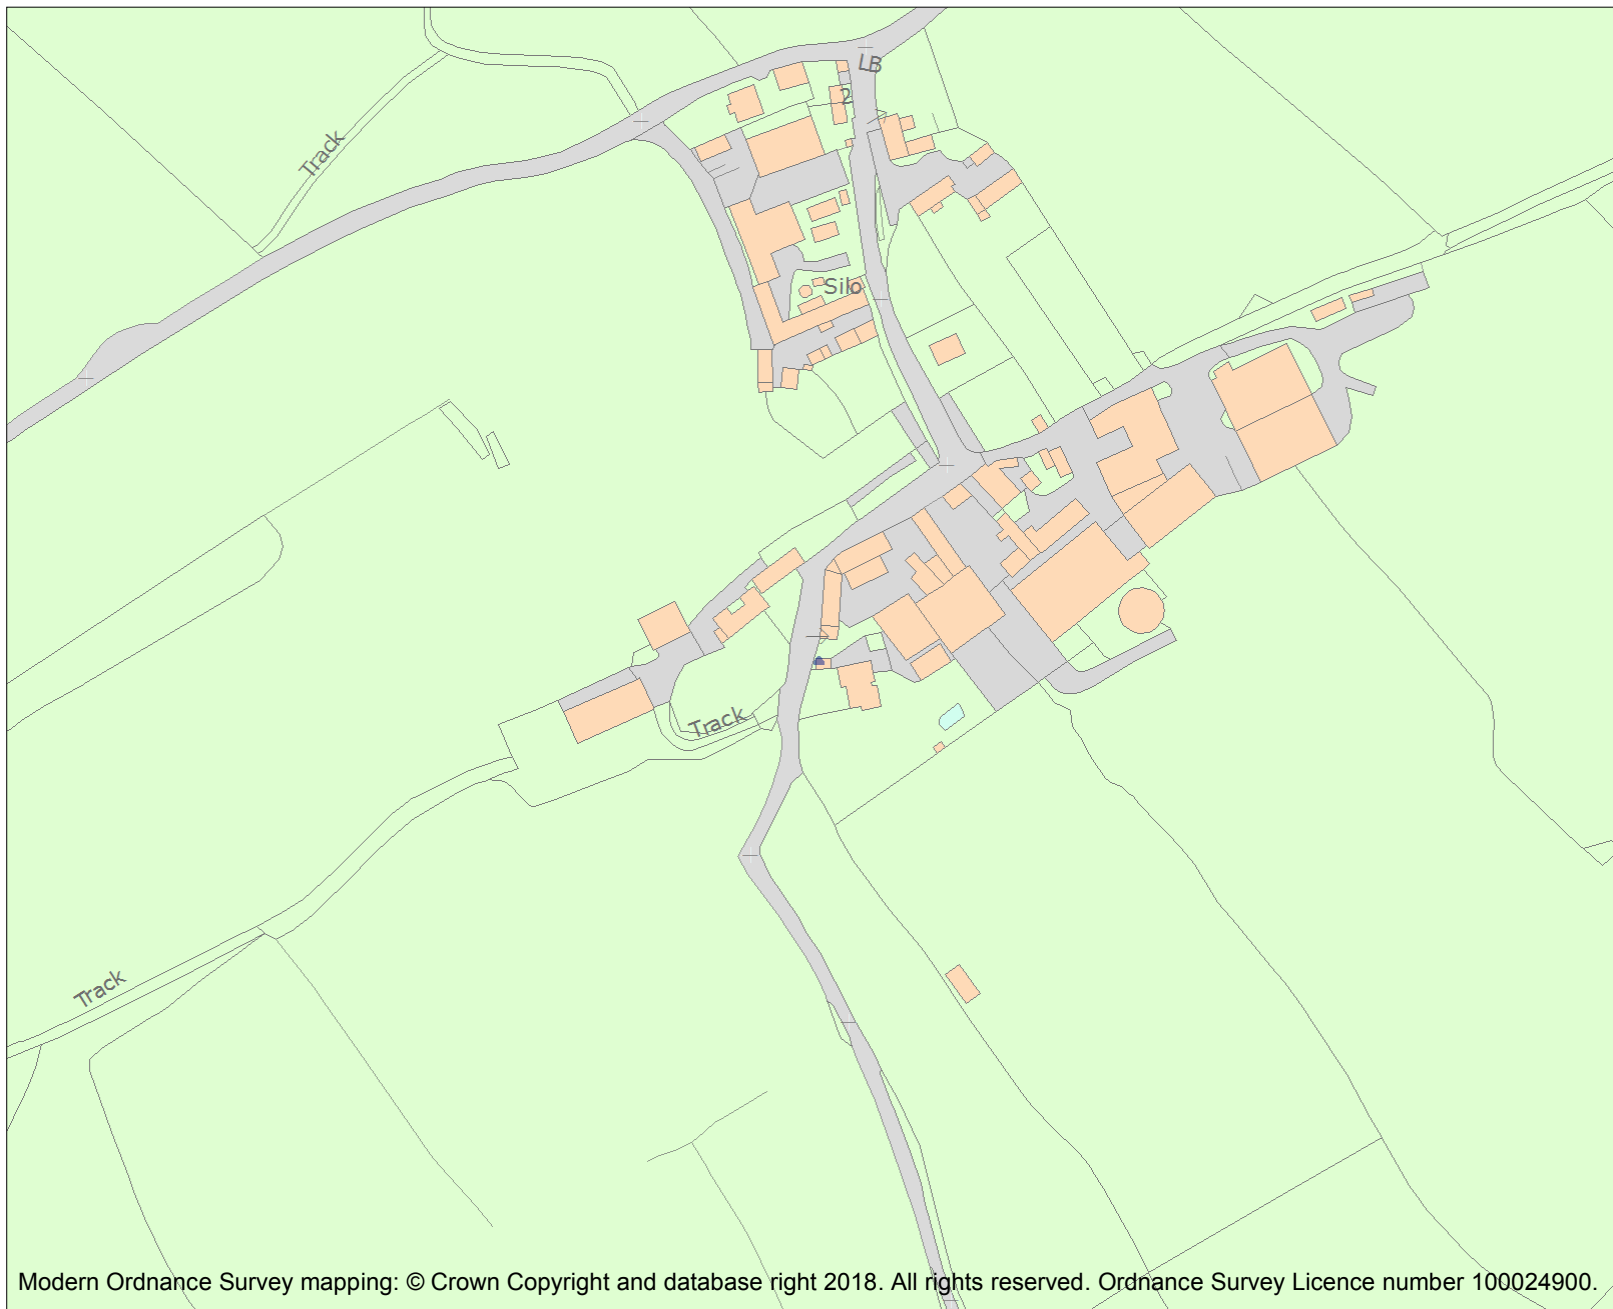 LB
2
Track
Silo
Track
Track
Modern Ordnance Survey mapping: © Crown Copyright and database right 2018. All rights reserved. Ordnance Survey Licence number 100024900.